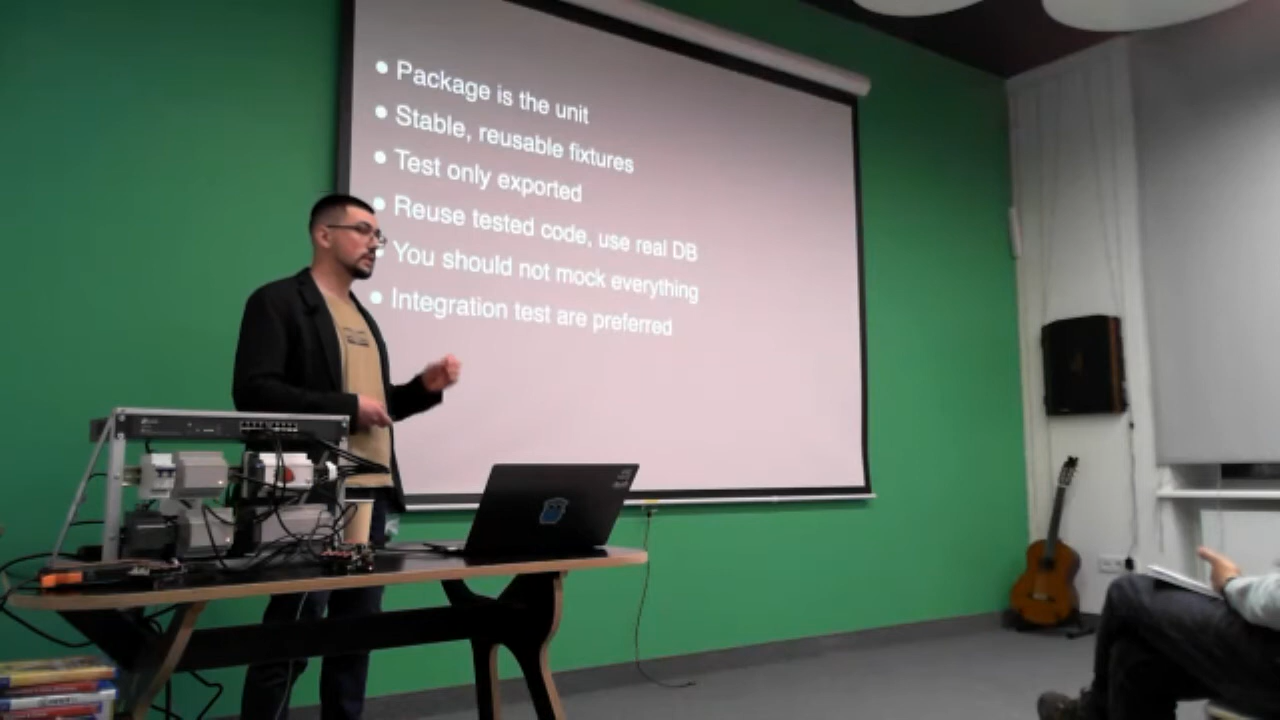 • Package is the unit
• Stable, reusable fixtures
• Test only exported
• Reuse tested code, use real DB
• You should not mock everything
• Integration test are preferred